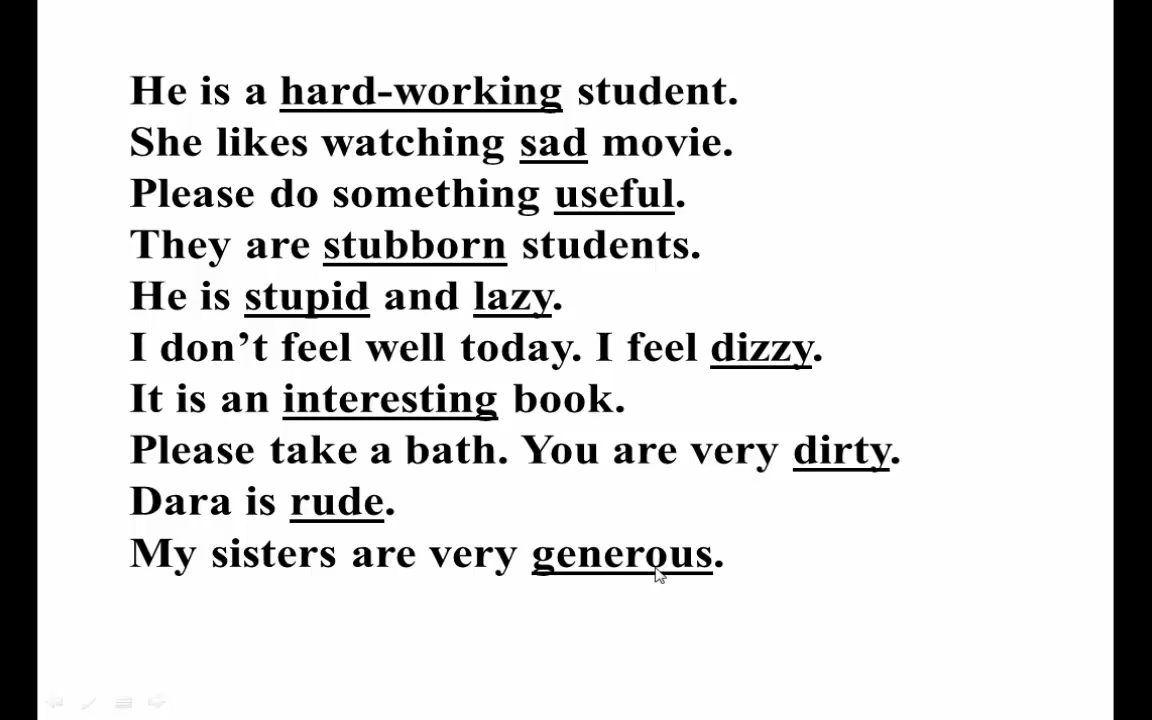 He is a hard-working student.
She likes watching sad movie.
Please do something useful.
They are stubborn students.
He is stupid and lazy.
I don’t feel well today. I feel dizzy.
It is an interesting book.
Please take a bath. You are very dirty.
Dara is rude.
My sisters are very generous.